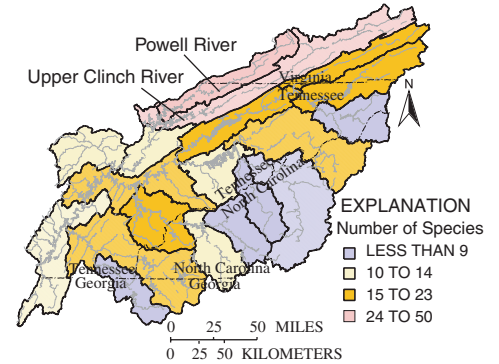 Powell River
Upper Clinch River
Virginia
Tennessee
N
Tennessee
North Carolina
EXPLANATION
Number of Species
LESS THAN 9
10 TO 14
15 TO 23
24 TO 50
Tennessee
Georgia
North Carolina
Georgia
0 25 50 MILES
0 25 50 KILOMETERS